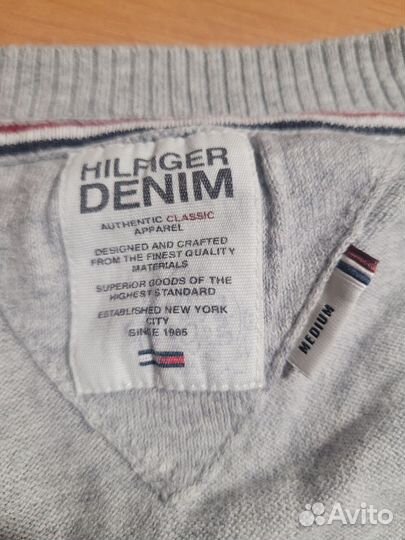 HILFIGER
DENIM
AUTHENTIC CLASSIC
APPAREL
DESIGNED AND CRAFTED
FROM THE FINEST QUALITY
MATERIALS
SUPERIOR GOODS OF THE
HIGHEST STANDARD
ESTABLISHED NEW YORK
CITY
SINCE 1985
MEDIUM
Avito